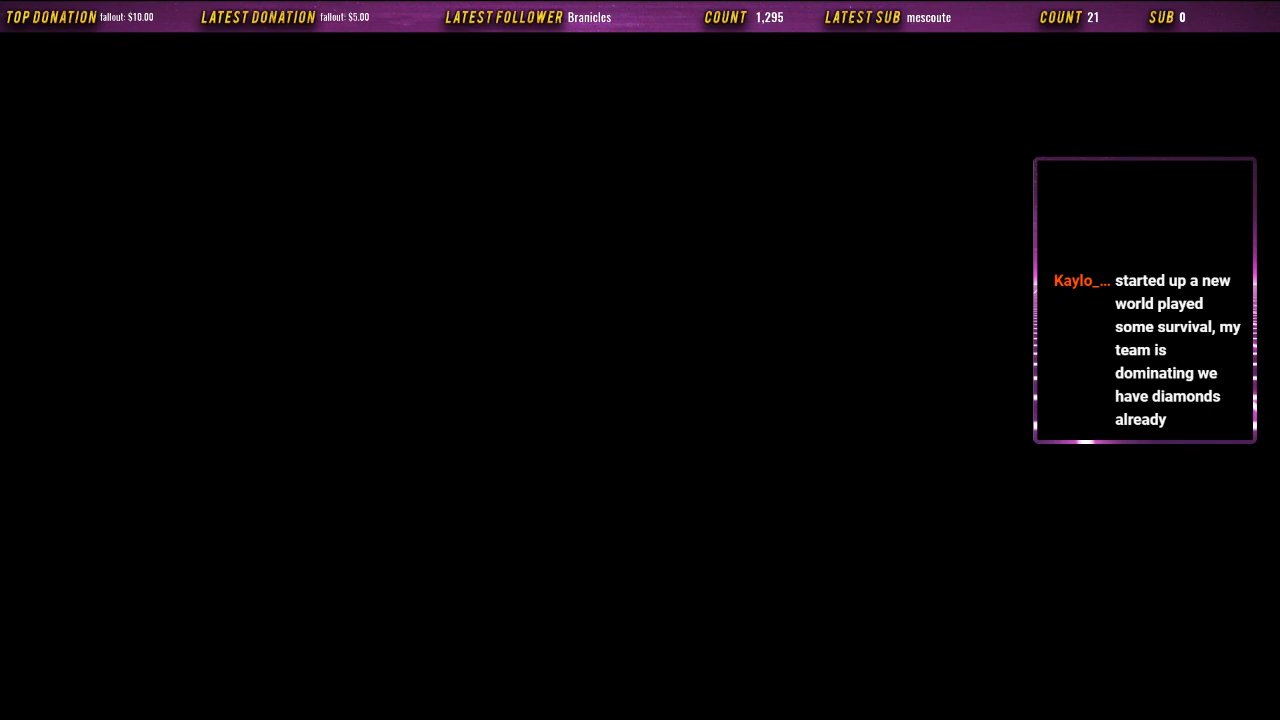 TOP DONATION fallout: $10.00 LATEST DONATION fallout: $5.00 LATEST FOLLOWER Branicles COUNT 1,295 LATEST SUB mescoute COUNT 21 SUB 0
Kaylo_... started up a new
world played
some survival, my
team is
dominating we
have diamonds
already